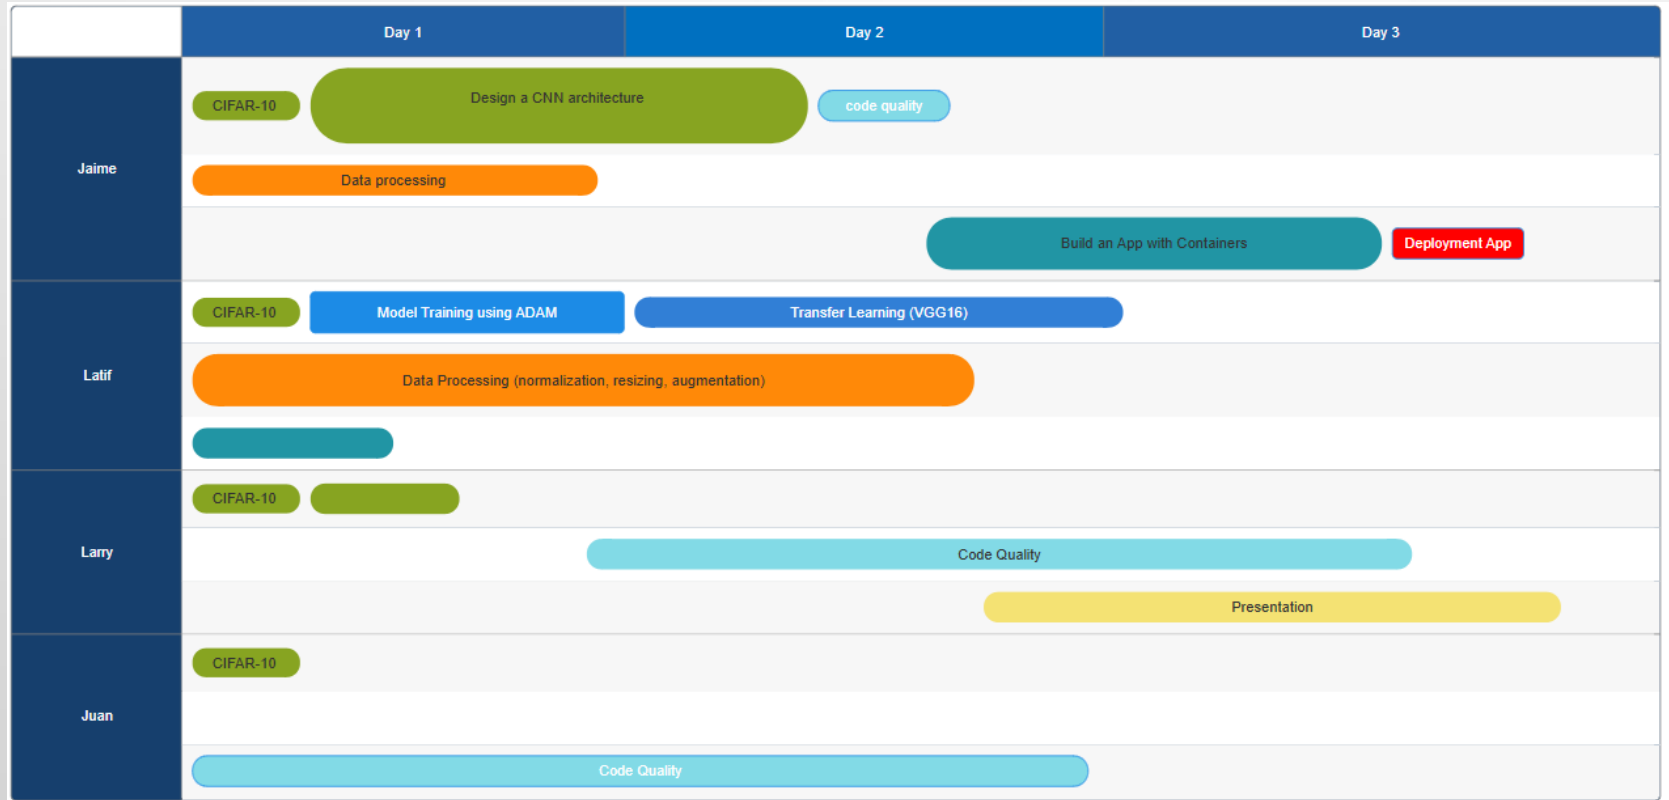 Day 1
Day 2
Day 3
Jaime
CIFAR-10
Design a CNN architecture
code quality
Data processing
Build an App with Containers
Deployment App
Latif
CIFAR-10
Model Training using ADAM
Transfer Learning (VGG16)
Data Processing (normalization, resizing, augmentation)
Larry
CIFAR-10
Code Quality
Presentation
Juan
CIFAR-10
Code Quality